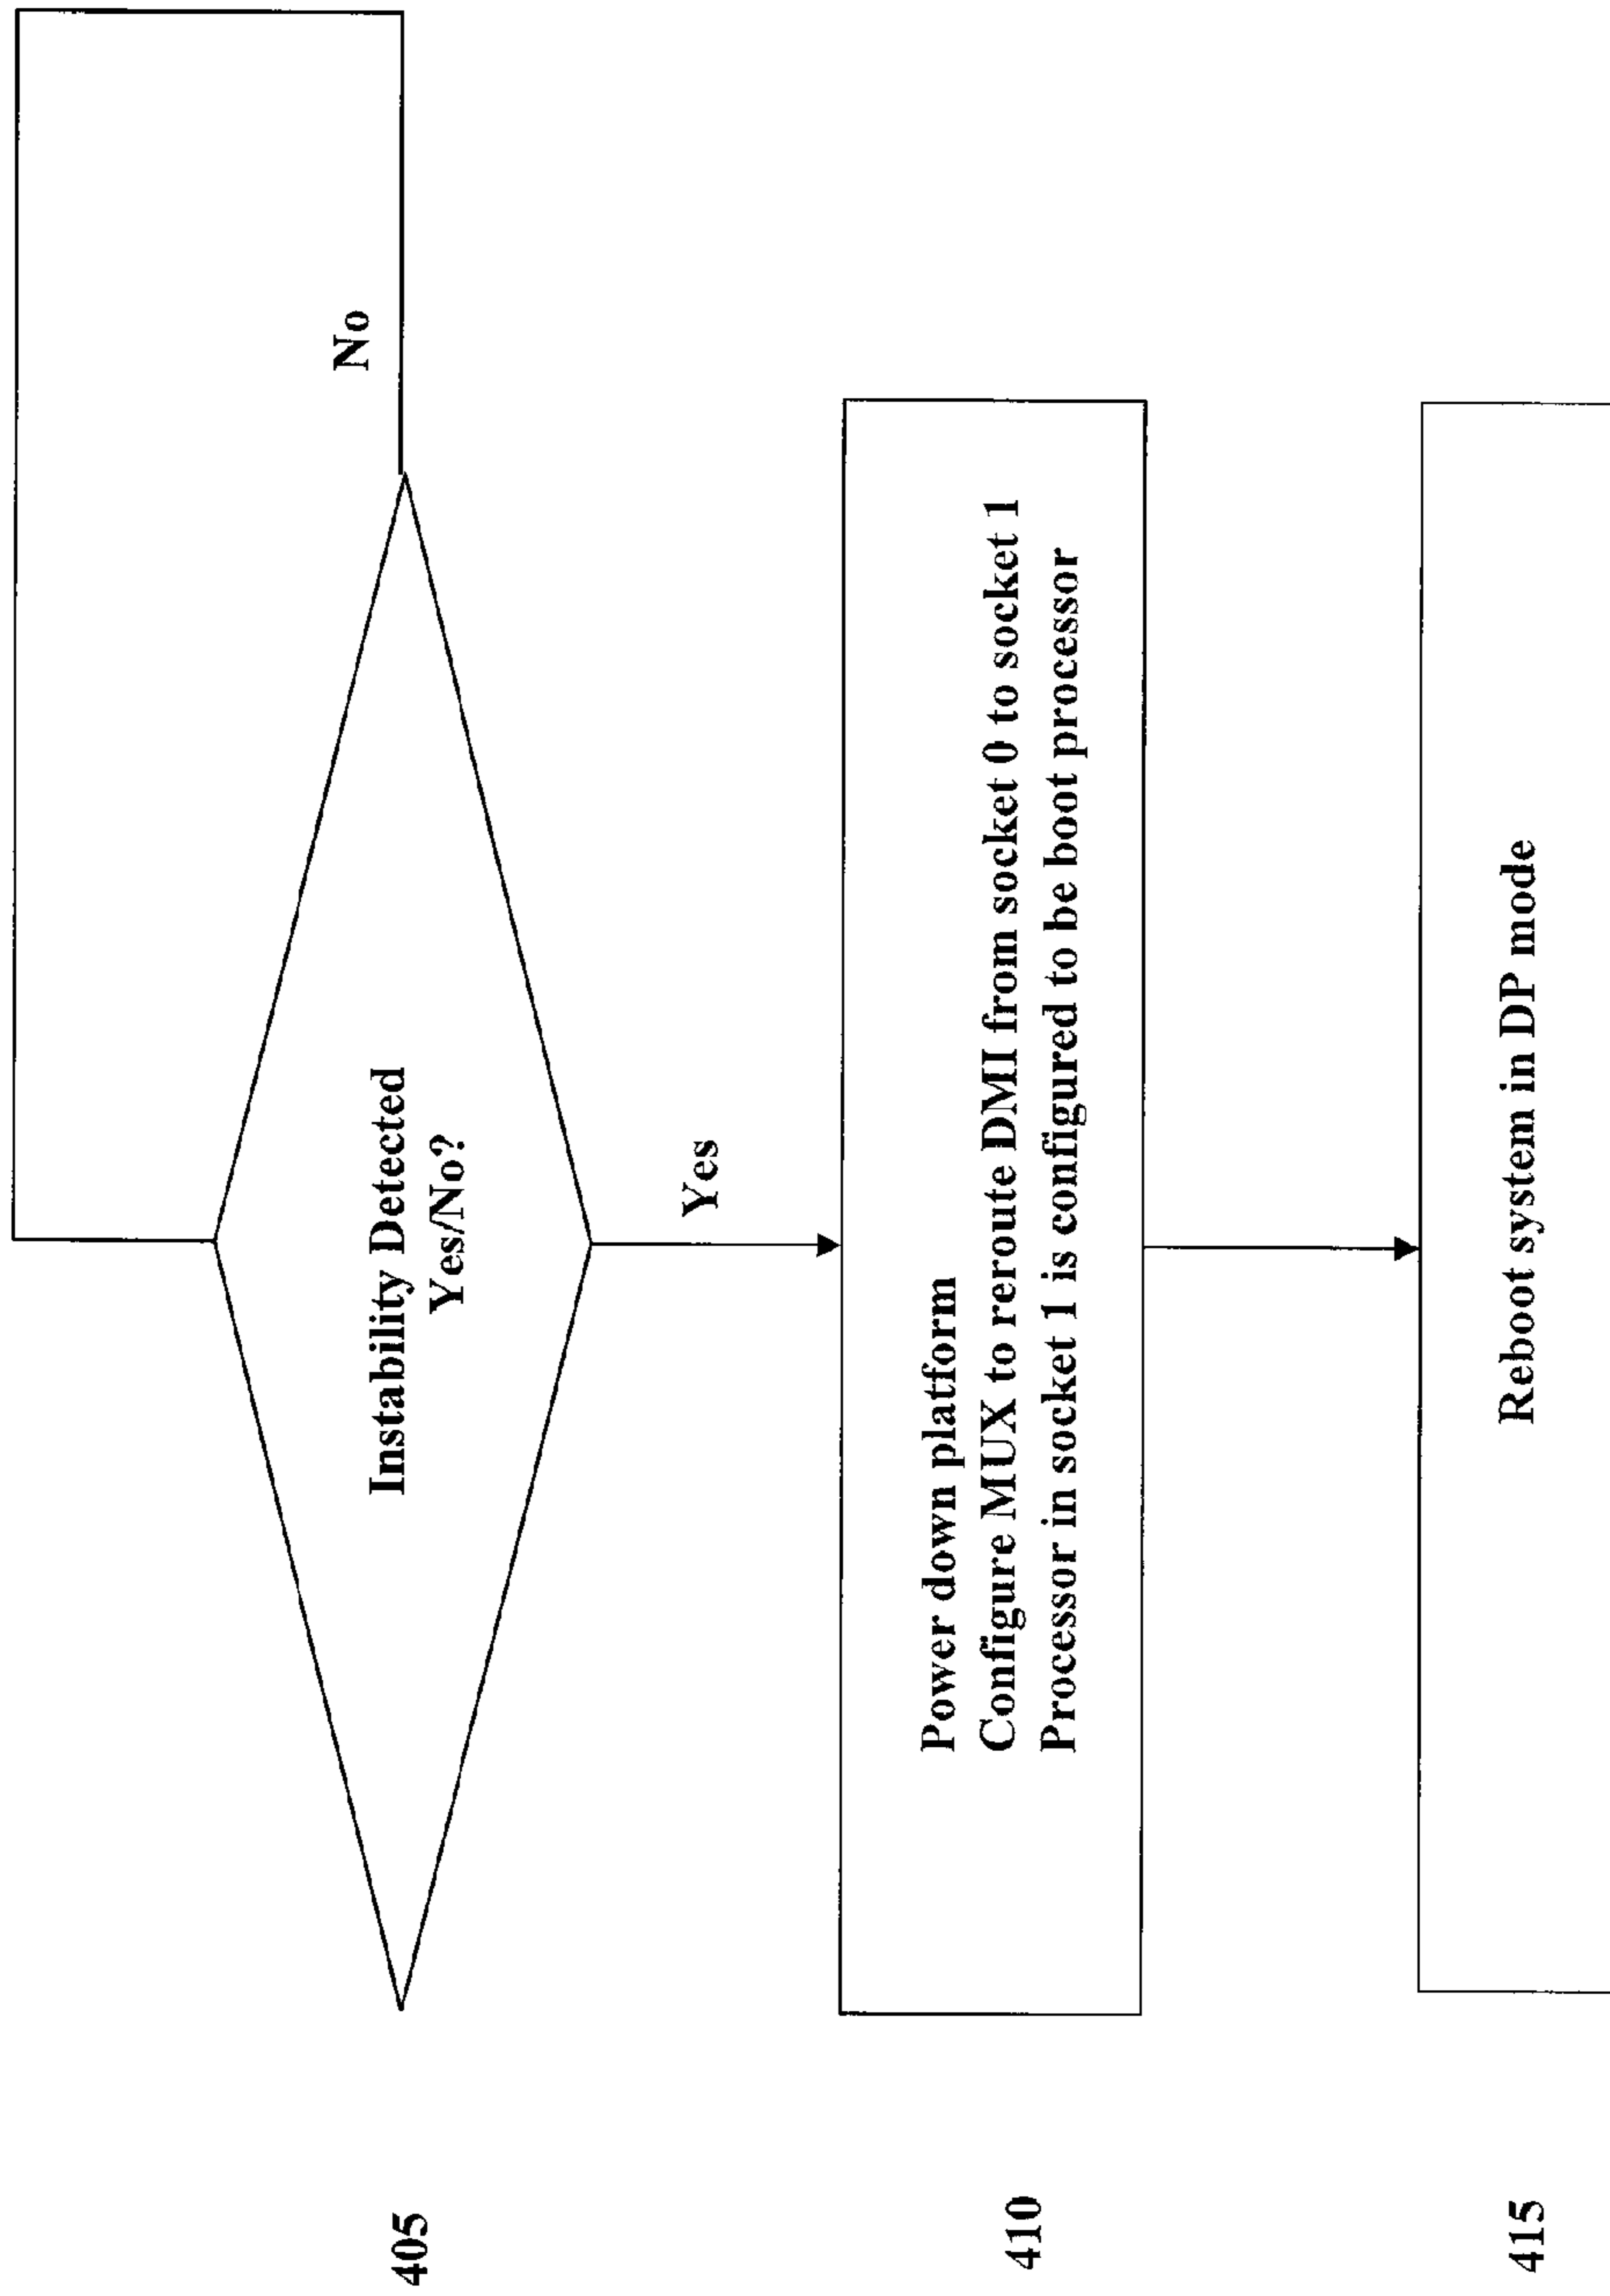 No
405
Instability Detected
Yes/No?
Yes
410
Power down platform
Configure MUX to reroute DMI from socket 0 to socket 1
Processor in socket 1 is configured to be boot processor
415
Reboot system in DP mode